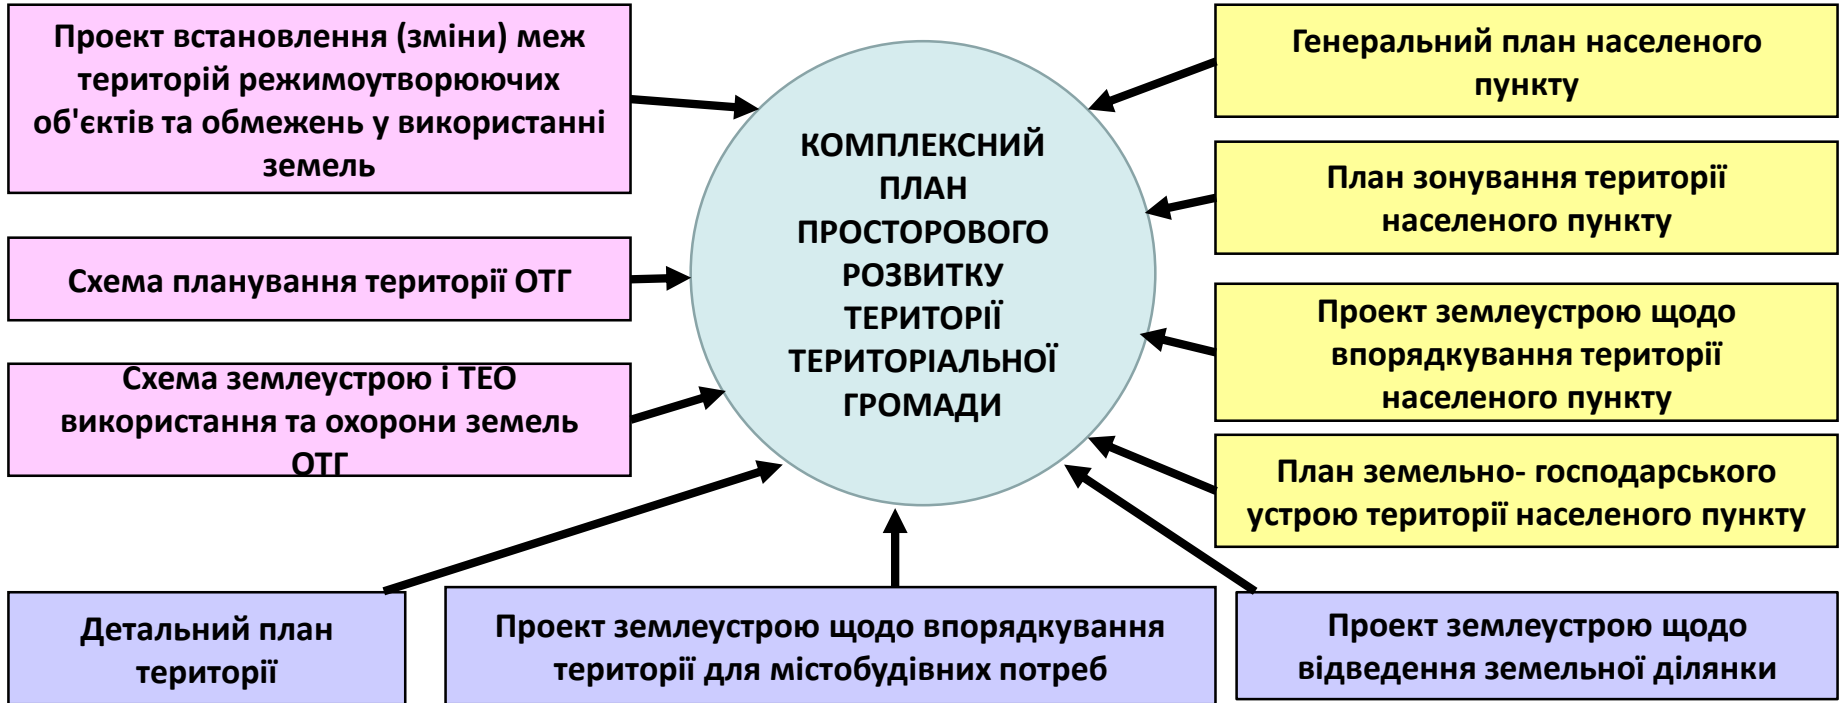 Проект встановлення (зміни) меж
територій режимоутворюючих
об'єктів та обмежень у використанні
земель
Схема планування території ОТГ
Схема землеустрою і ТЕО
використання та охорони земель
ОТГ
КОМПЛЕКСНИЙ
ПЛАН
ПРОСТОРОВОГО
РОЗВИТКУ
ТЕРИТОРІЇ
ТЕРИТОРІАЛЬНОЇ
ГРОМАДИ
Генеральний план населеного
пункту
План зонування території
населеного пункту
Проект землеустрою щодо
впорядкування території
населеного пункту
План земельно- господарського
устрою території населеного пункту
Детальний план
території
Проект землеустрою щодо впорядкування
території для містобудівних потреб
Проект землеустрою щодо
відведення земельної ділянки